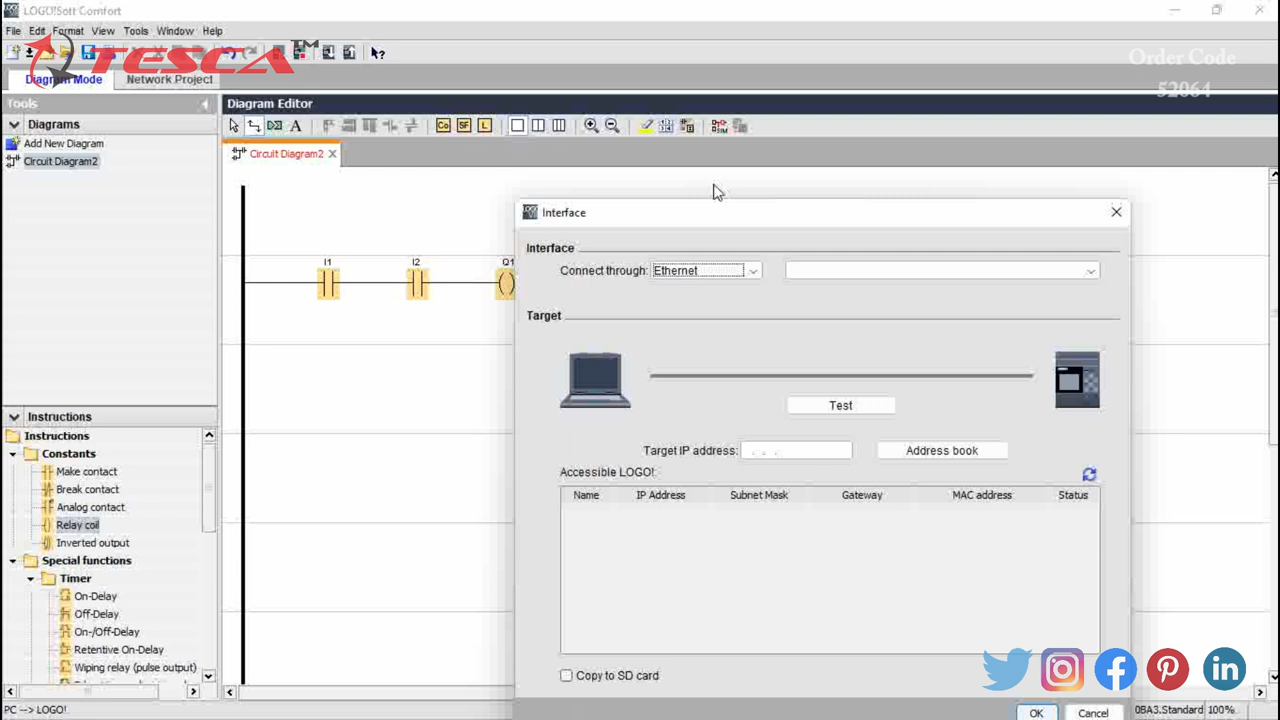 LOGO!Soft Comfort
File Edit Format View Tools Window Help
TESCA™
Order Code
52064
Diagram Mode Network Project
Tools
Diagram Editor
Diagrams
Add New Diagram
Circuit Diagram2
A Co SF L
Circuit Diagram2
I1 I2 Q1
Interface
Interface
Connect through: Ethernet
Target
Test
Target IP address: . . . Address book
Accessible LOGO!:
Name IP Address Subnet Mask Gateway MAC address Status
Copy to SD card
OK Cancel
Instructions
Instructions
Constants
Make contact
Break contact
Analog contact
Relay coil
Inverted output
Special functions
Timer
On-Delay
Off-Delay
On-/Off-Delay
Retentive On-Delay
Wiping relay (pulse output)
PC --> LOGO!
0BA3.Standard 100%